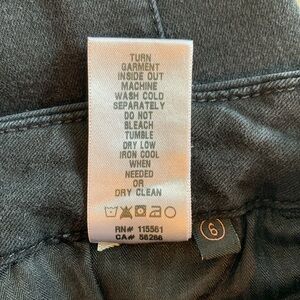 TURN
GARMENT
INSIDE OUT
MACHINE
WASH COLD
SEPARATELY
DO NOT
BLEACH
TUMBLE
DRY LOW
IRON COOL
WHEN
NEEDED
OR
DRY CLEAN
RN# 115561
CA# 56286
6